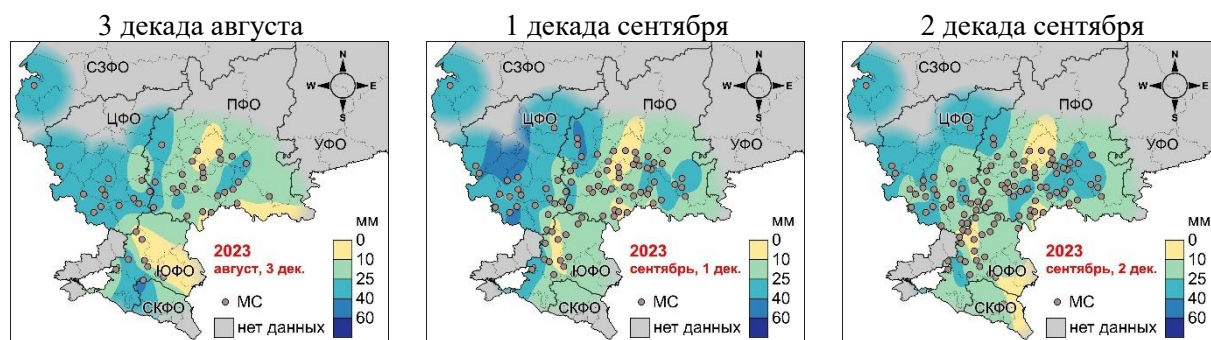 3 декада августа
1 декада сентября
2 декада сентября
СЗФО
ЦФО
ПФО
УФО
ЮФО
СКФО
N
W
E
S
2023
август, 3 дек.
МС
нет данных
мм
0
10
25
40
60
СЗФО
ЦФО
ПФО
УФО
ЮФО
СКФО
N
W
E
S
2023
сентябрь, 1 дек.
МС
нет данных
мм
0
10
25
40
60
СЗФО
ЦФО
ПФО
УФО
ЮФО
СКФО
N
W
E
S
2023
сентябрь, 2 дек.
МС
нет данных
мм
0
10
25
40
60